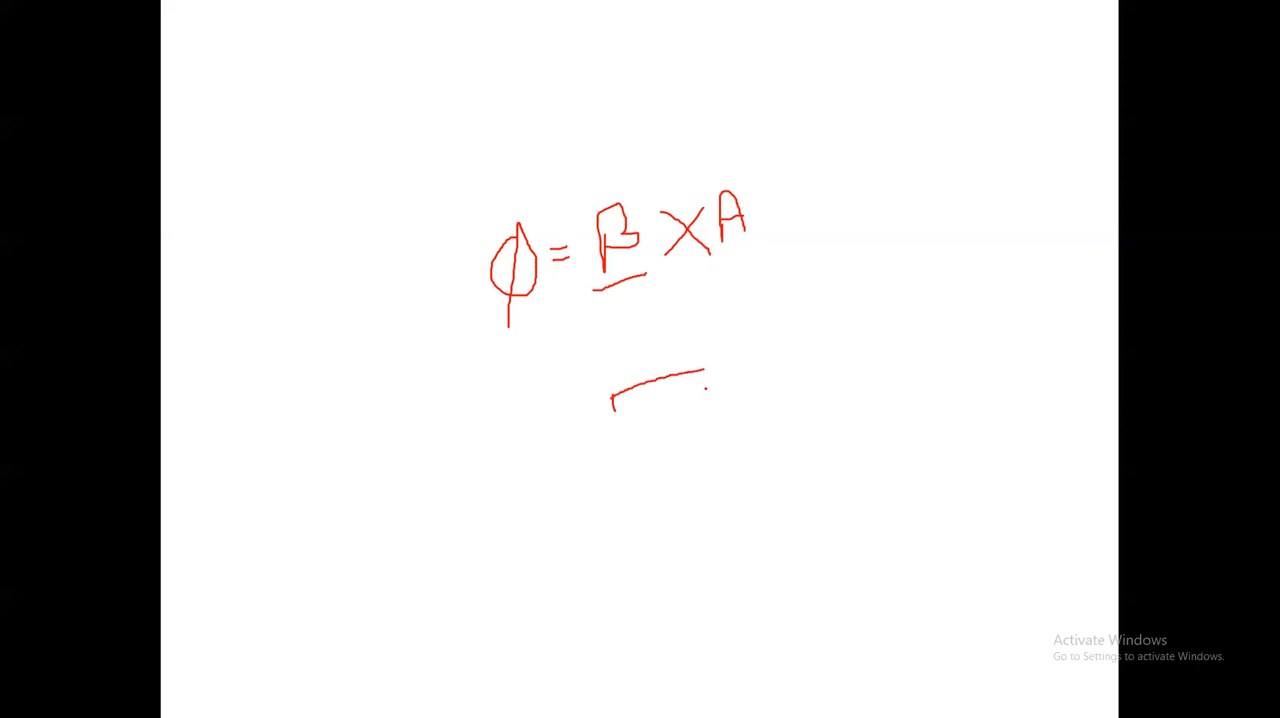 ϕ = B X A
Activate Windows
Go to Settings to activate Windows.